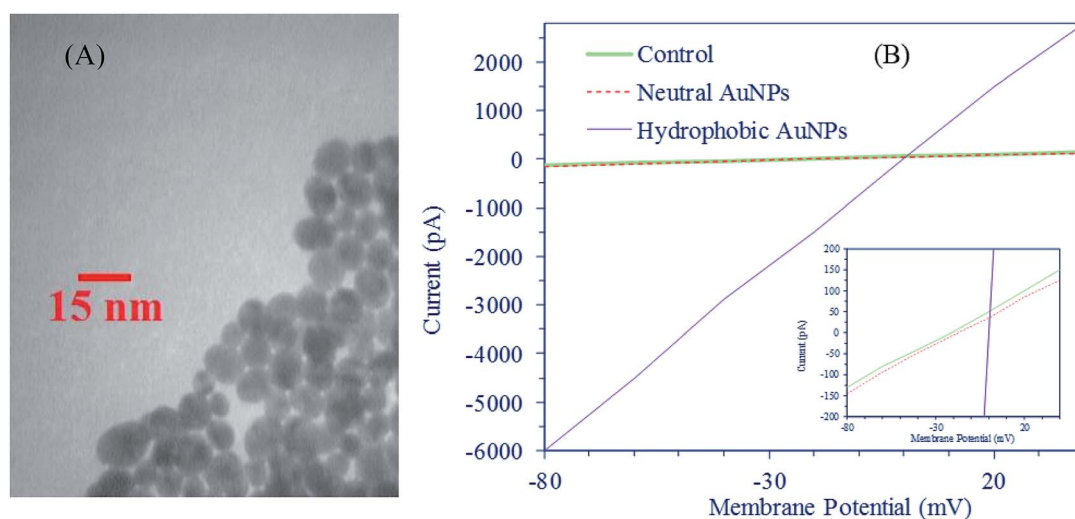 (A)
15 nm
(B)
Control
Neutral AuNPs
Hydrophobic AuNPs
Current (pA)
2000
1000
0
-1000
-2000
-3000
-4000
-5000
-6000
-80
-30
20
Membrane Potential (mV)
Current (pA)
200
150
100
50
0
-50
-100
-150
-200
-80
-30
20
Membrane Potential (mV)